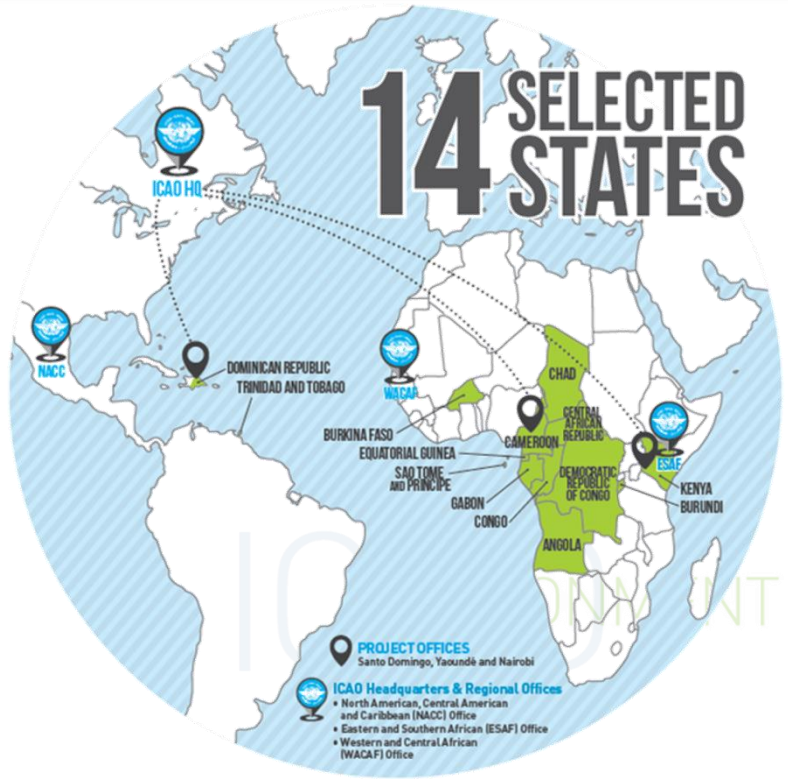 14 SELECTED
STATES
ICAO HQ
NACC
DOMINICAN REPUBLIC
TRINIDAD AND TOBAGO
WACAF
CHAD
BURKINA FASO
CENTRAL
AFRICAN
REPUBLIC
CAMEROON
EQUATORIAL GUINEA
ESAF
SAO TOME
AND PRINCIPE
DEMOCRATIC
REPUBLIC
OF CONGO
KENYA
GABON
BURUNDI
CONGO
ANGOLA
PROJECT OFFICES
Santo Domingo, Yaoundé and Nairobi
ICAO Headquarters & Regional Offices
• North American, Central American
and Caribbean (NACC) Office
• Eastern and Southern African (ESAF) Office
• Western and Central African
(WACAF) Office